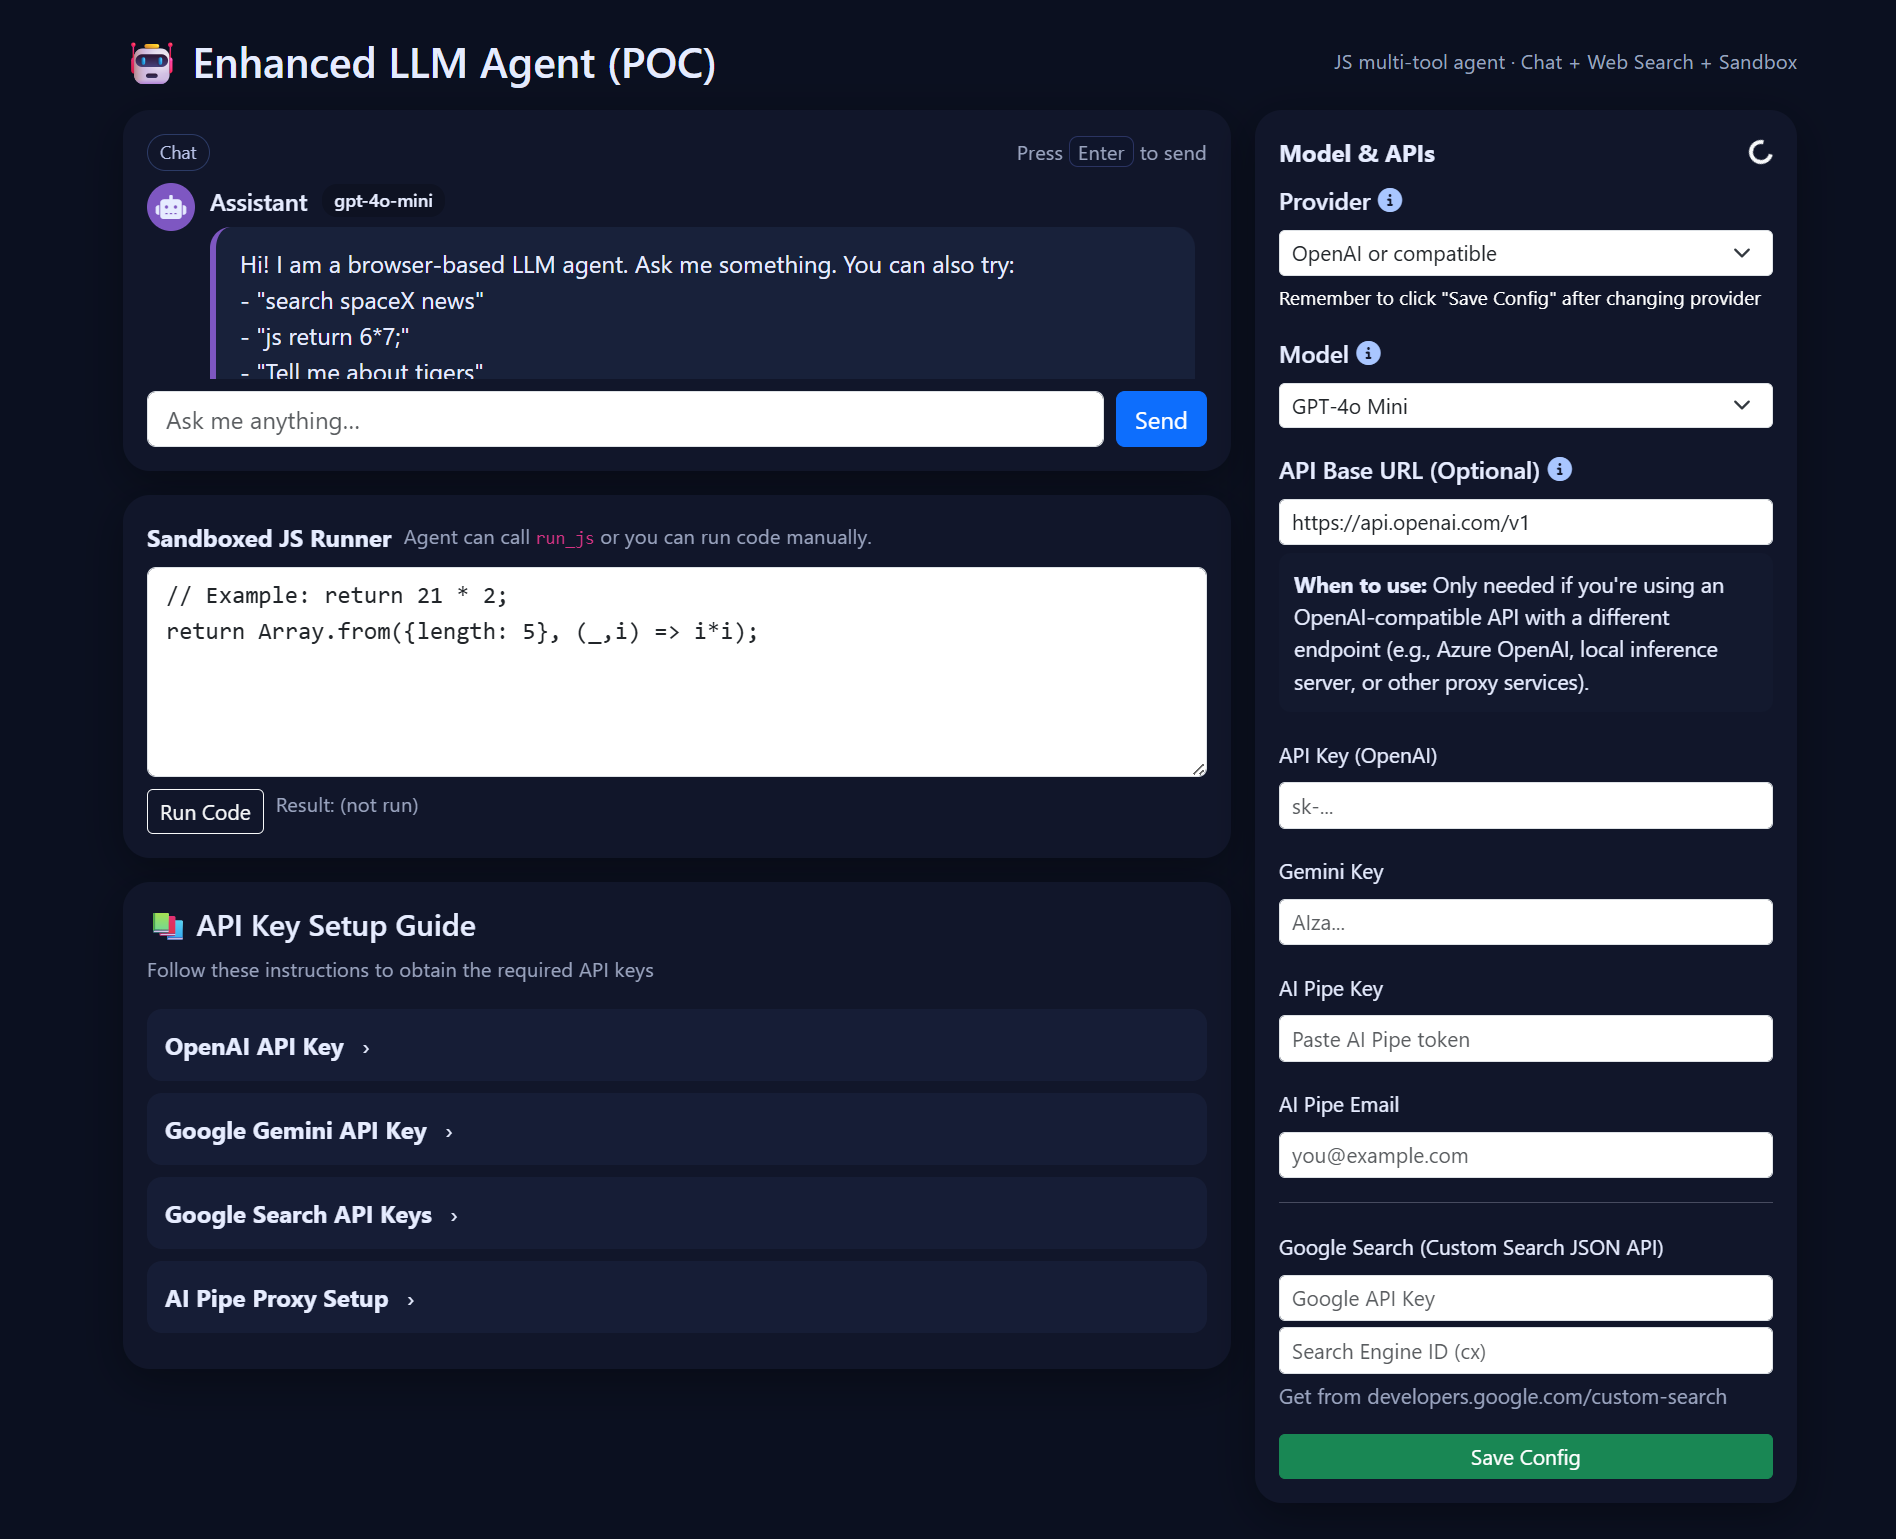 Enhanced LLM Agent (POC)
JS multi-tool agent · Chat + Web Search + Sandbox
Chat
Press Enter to send
Assistant gpt-4o-mini
Hi! I am a browser-based LLM agent. Ask me something. You can also try:
- "search spaceX news"
- "js return 6*7;"
- "Tell me about tigers"
Ask me anything...
Send
Sandboxed JS Runner Agent can call run_js or you can run code manually.
// Example: return 21 * 2;
return Array.from({length: 5}, (_,i) => i*i);
Run Code
Result: (not run)
API Key Setup Guide
Follow these instructions to obtain the required API keys
OpenAI API Key ›
Google Gemini API Key ›
Google Search API Keys ›
AI Pipe Proxy Setup ›
Model & APIs
Provider
OpenAI or compatible
Remember to click "Save Config" after changing provider
Model
GPT-4o Mini
API Base URL (Optional)
https://api.openai.com/v1
When to use: Only needed if you're using an
OpenAI-compatible API with a different
endpoint (e.g., Azure OpenAI, local inference
server, or other proxy services).
API Key (OpenAI)
sk-...
Gemini Key
AIza...
AI Pipe Key
Paste AI Pipe token
AI Pipe Email
you@example.com
Google Search (Custom Search JSON API)
Google API Key
Search Engine ID (cx)
Get from developers.google.com/custom-search
Save Config